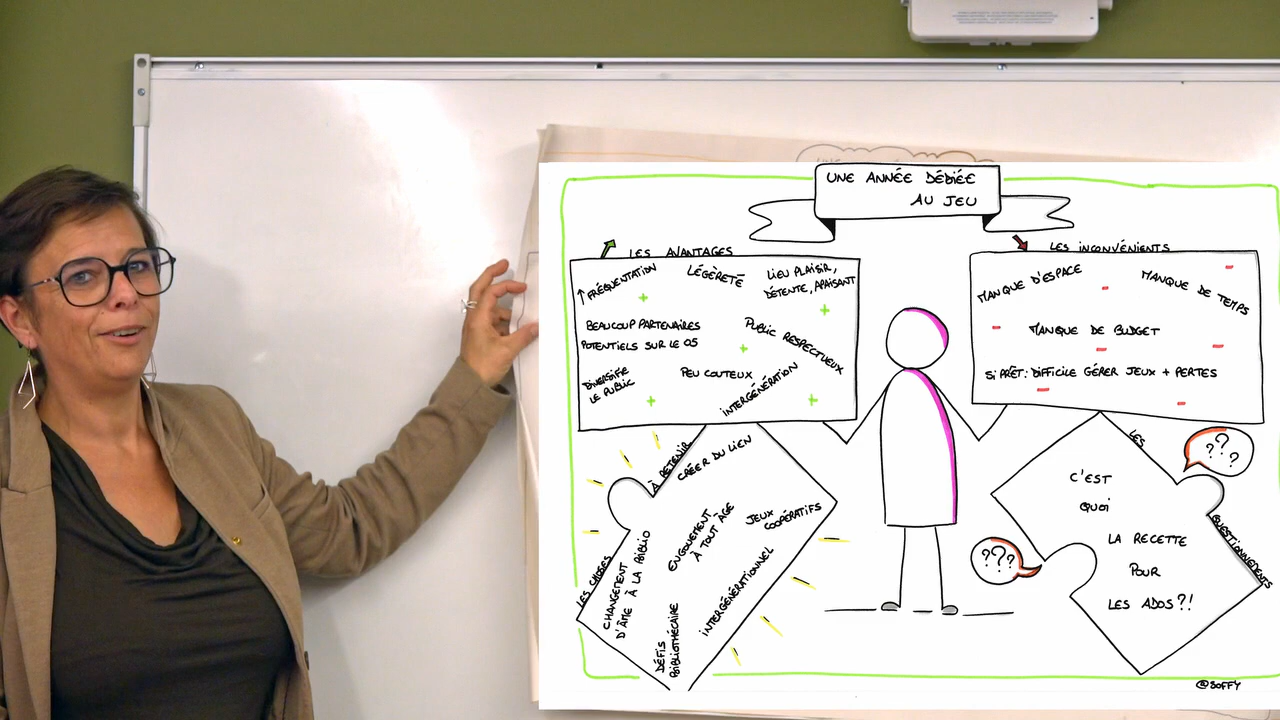 UNE ANNÉE DÉDIÉE
AU JEU
LES AVANTAGES
↑ FRÉQUENTATION
LÉGÈRETÉ
LIEU PLAISIR,
DÉTENTE, APAISANT
BEAUCOUP PARTENAIRES
POTENTIELS SUR LE OS
PUBLIC RESPECTUEUX
DIVERSIFIE
LE PUBLIC
PEU COUTEUX
INTERGÉNÉRATION
LES INCONVÉNIENTS
MANQUE D'ESPACE
MANQUE DE TEMPS
MANQUE DE BUDGET
SI PRÊT : DIFFICILE GÉRER JEUX + PERTES
LES CHOSES
À RETENIR
CRÉER DU LIEN
ENGOUEMENT
À TOUT ÂGE
JEUX
COOPÉRATIFS
CHANGEMENT
D'ÂME À LA BIBLIO
INTERGÉNÉRATIONNEL
DÉFIS
BIBLIOTHÉCAIRE
LES
QUESTIONNEMENTS
???
C'EST
QUOI
LA RECETTE
POUR
LES ADOS?!
???
@SOFFY